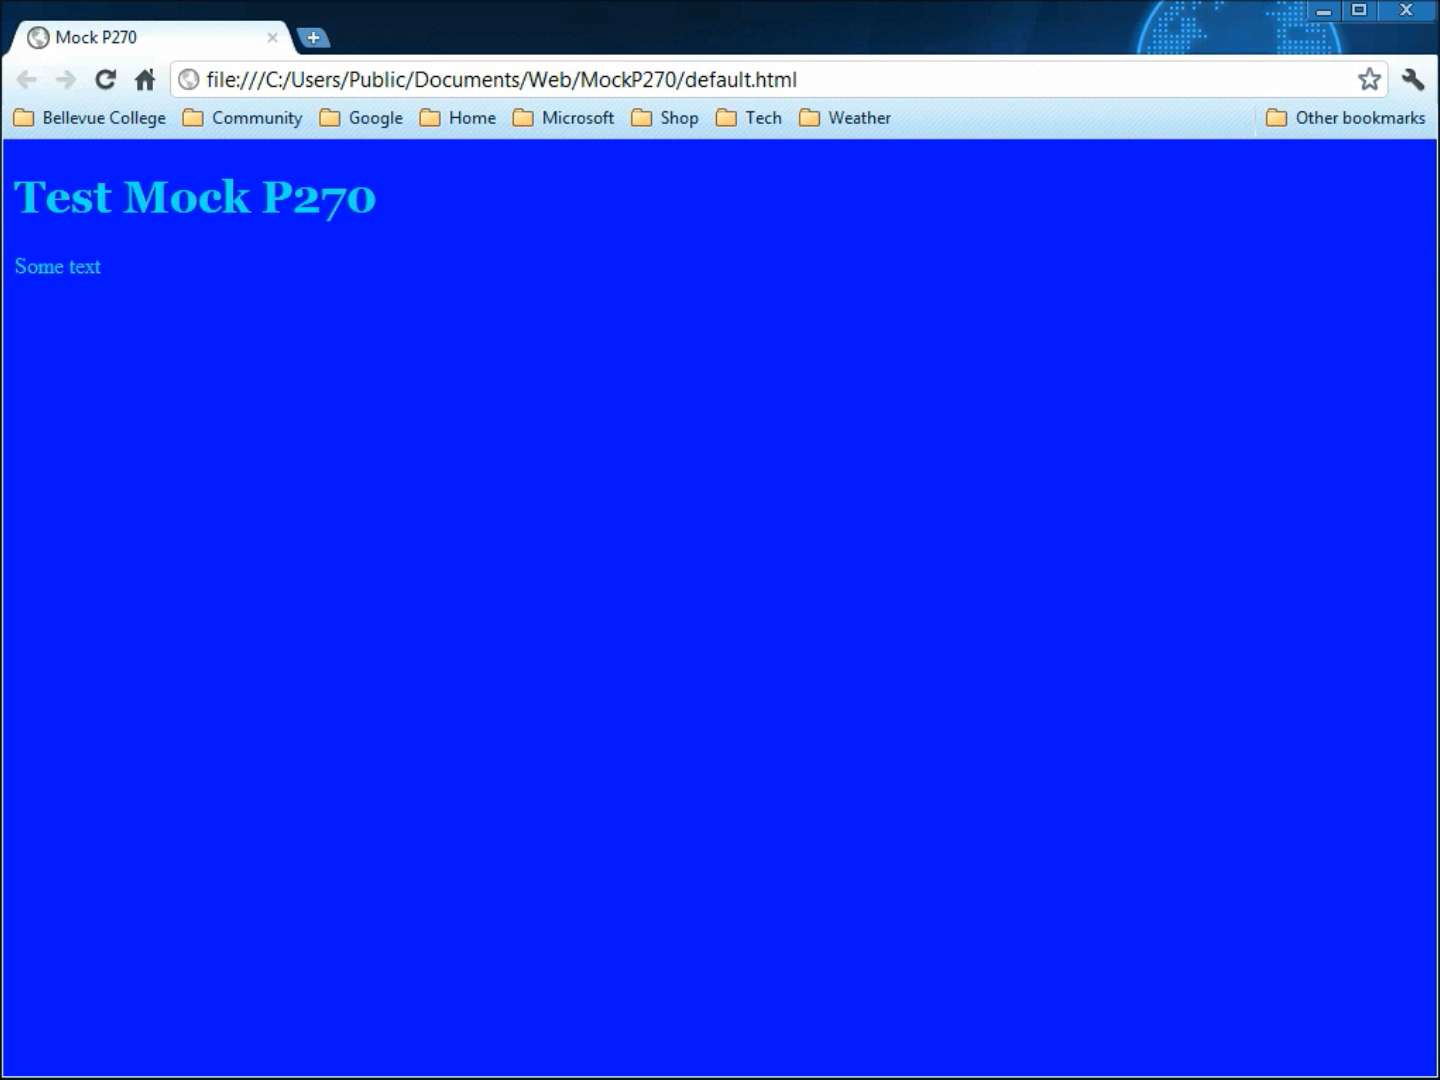 Mock P270
file:///C:/Users/Public/Documents/Web/MockP270/default.html
Bellevue College Community Google Home Microsoft Shop Tech Weather Other bookmarks
Test Mock P270
Some text